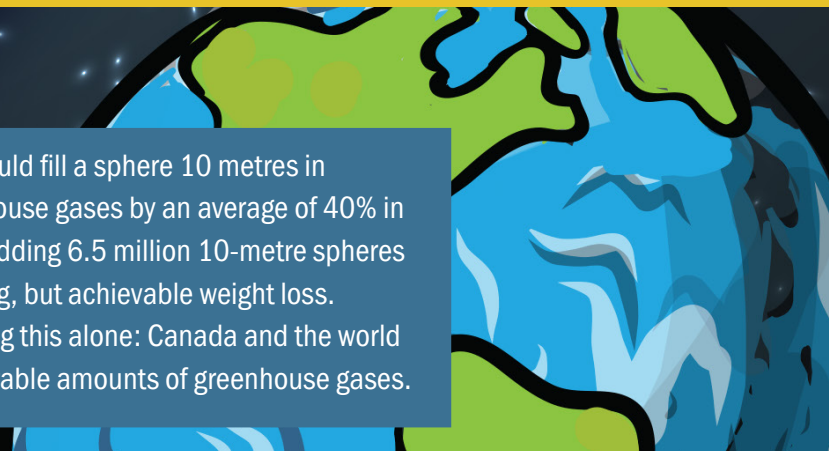 uld fill a sphere 10 metres in
ouse gases by an average of 40% in
dding 6.5 million 10-metre spheres
g, but achievable weight loss.
g this alone: Canada and the world
able amounts of greenhouse gases.